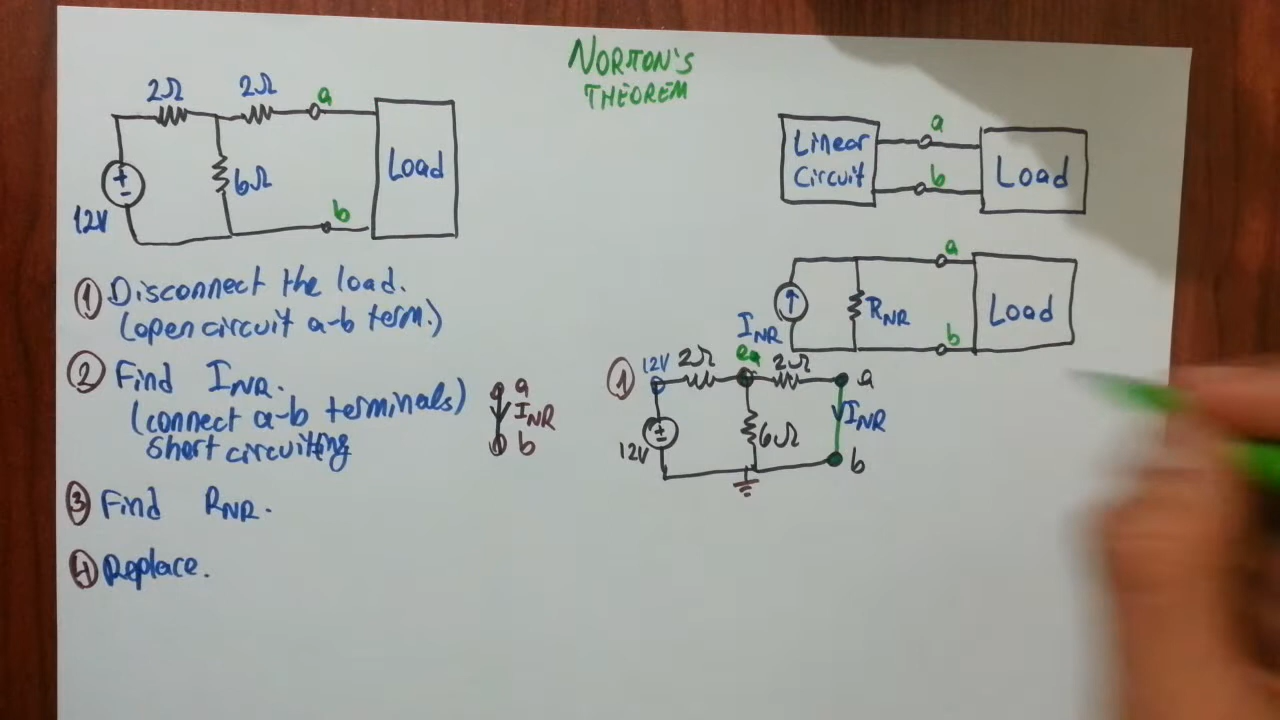 NORTON'S
THEOREM
2Ω 2Ω a
6Ω
Load
12V
b
Linear
Circuit
a
b
Load
① Disconnect the load.
(open circuit a-b term.)
② Find INR.
(connect a-b terminals)
short circuiting
a
INR
b
③ Find RNR.
④ Replace.
a
INR
RNR
b
Load
① 12V 2Ω ea 2Ω a
12V
6Ω
INR
b